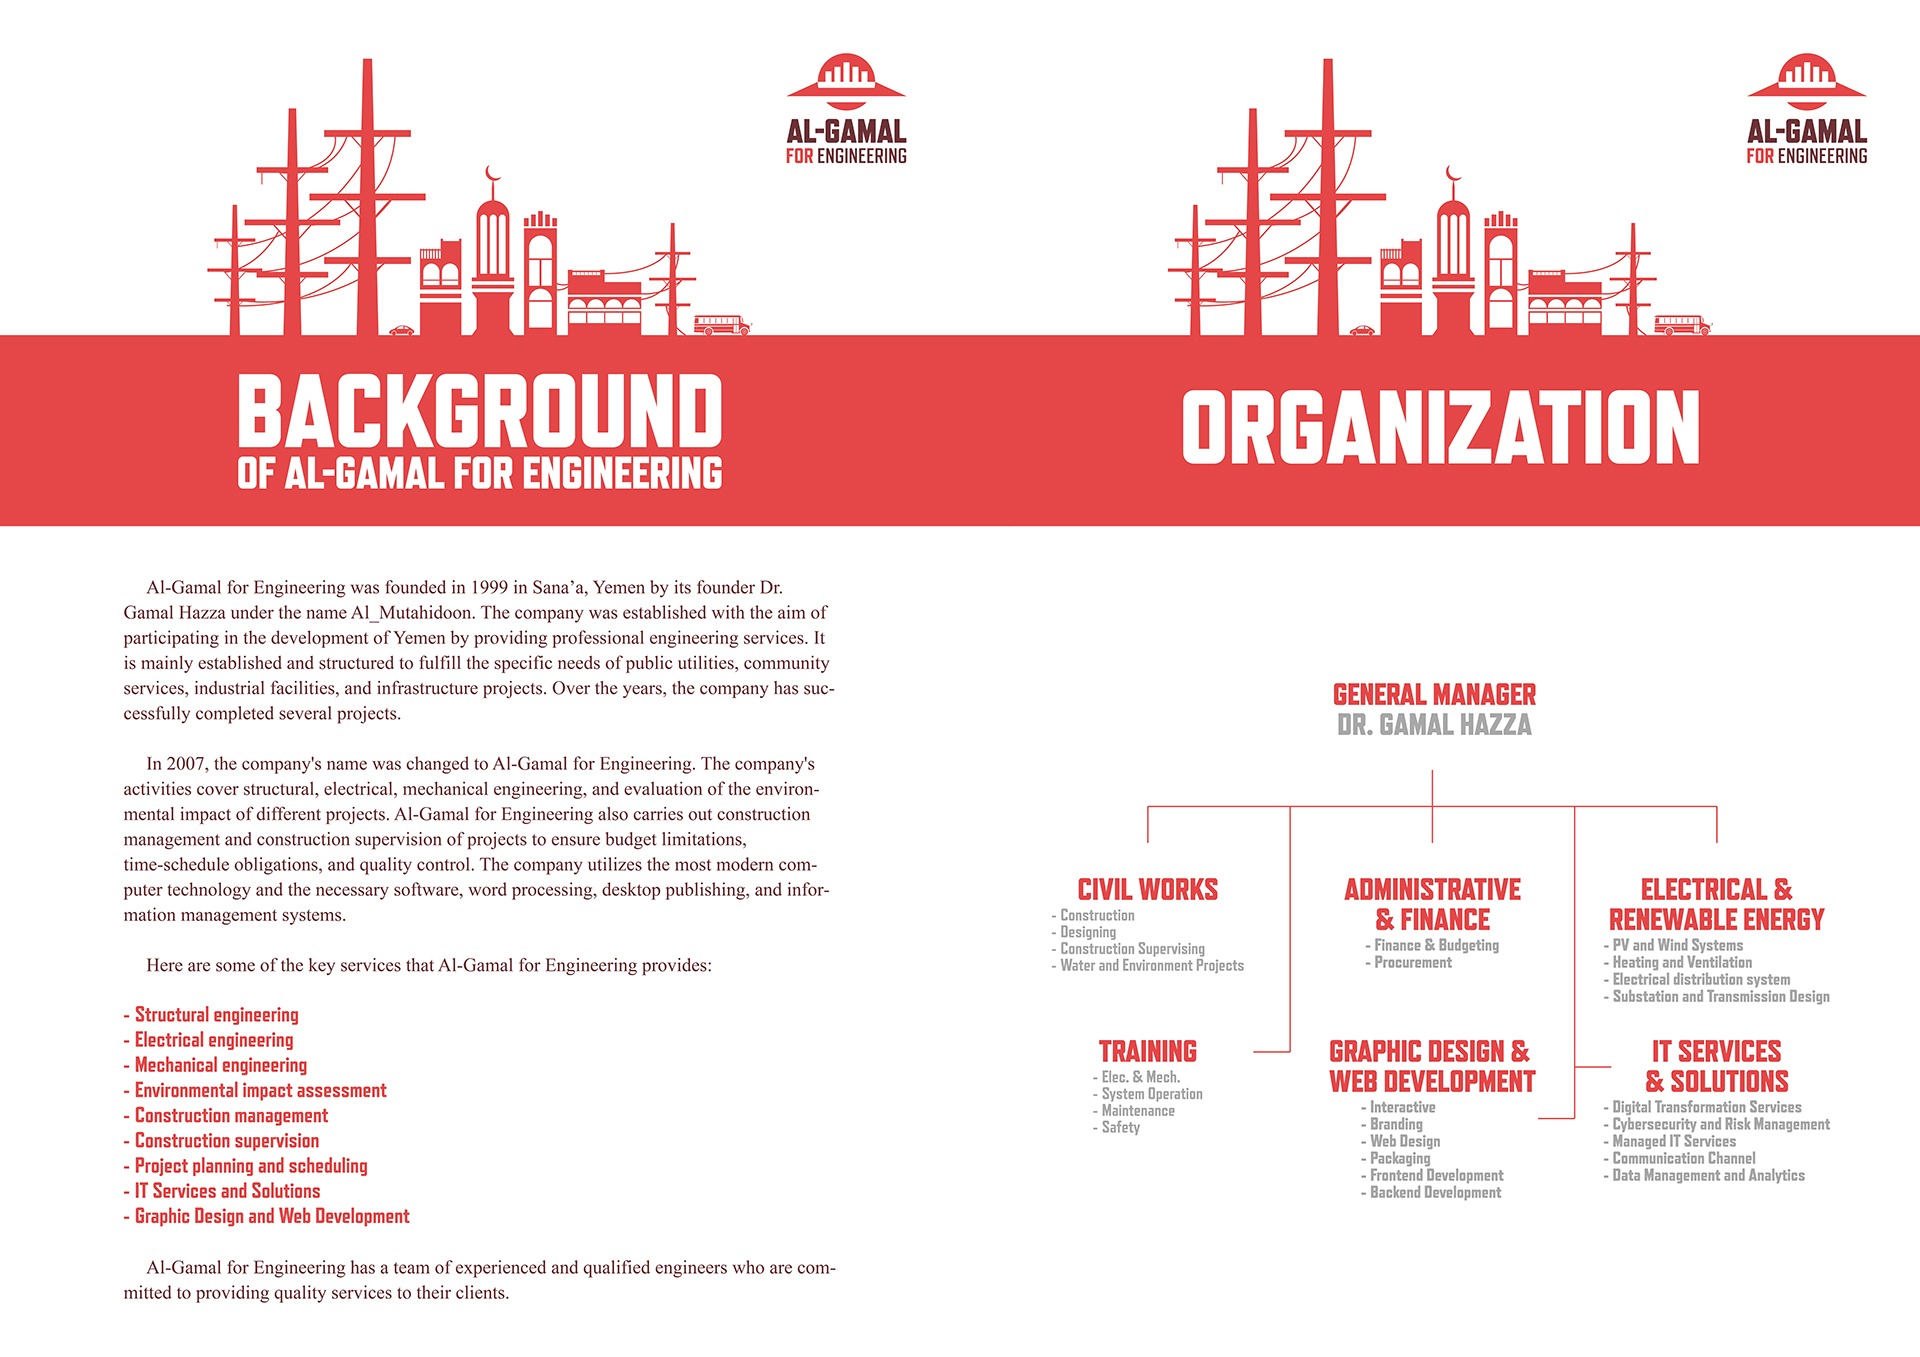 AL-GAMAL
FOR ENGINEERING
BACKGROUND
OF AL-GAMAL FOR ENGINEERING
Al-Gamal for Engineering was founded in 1999 in Sana’a, Yemen by its founder Dr.
Gamal Hazza under the name Al_Mutahidoon. The company was established with the aim of
participating in the development of Yemen by providing professional engineering services. It
is mainly established and structured to fulfill the specific needs of public utilities, community
services, industrial facilities, and infrastructure projects. Over the years, the company has suc-
cessfully completed several projects.
In 2007, the company's name was changed to Al-Gamal for Engineering. The company's
activities cover structural, electrical, mechanical engineering, and evaluation of the environ-
mental impact of different projects. Al-Gamal for Engineering also carries out construction
management and construction supervision of projects to ensure budget limitations,
time-schedule obligations, and quality control. The company utilizes the most modern com-
puter technology and the necessary software, word processing, desktop publishing, and infor-
mation management systems.
Here are some of the key services that Al-Gamal for Engineering provides:
- Structural engineering
- Electrical engineering
- Mechanical engineering
- Environmental impact assessment
- Construction management
- Construction supervision
- Project planning and scheduling
- IT Services and Solutions
- Graphic Design and Web Development
Al-Gamal for Engineering has a team of experienced and qualified engineers who are com-
mitted to providing quality services to their clients.
AL-GAMAL
FOR ENGINEERING
ORGANIZATION
GENERAL MANAGER
DR. GAMAL HAZZA
CIVIL WORKS
- Construction
- Designing
- Construction Supervising
- Water and Environment Projects
ADMINISTRATIVE
& FINANCE
- Finance & Budgeting
- Procurement
ELECTRICAL &
RENEWABLE ENERGY
- PV and Wind Systems
- Heating and Ventilation
- Electrical distribution system
- Substation and Transmission Design
TRAINING
- Elec. & Mech.
- System Operation
- Maintenance
- Safety
GRAPHIC DESIGN &
WEB DEVELOPMENT
- Interactive
- Branding
- Web Design
- Packaging
- Frontend Development
- Backend Development
IT SERVICES
& SOLUTIONS
- Digital Transformation Services
- Cybersecurity and Risk Management
- Managed IT Services
- Communication Channel
- Data Management and Analytics